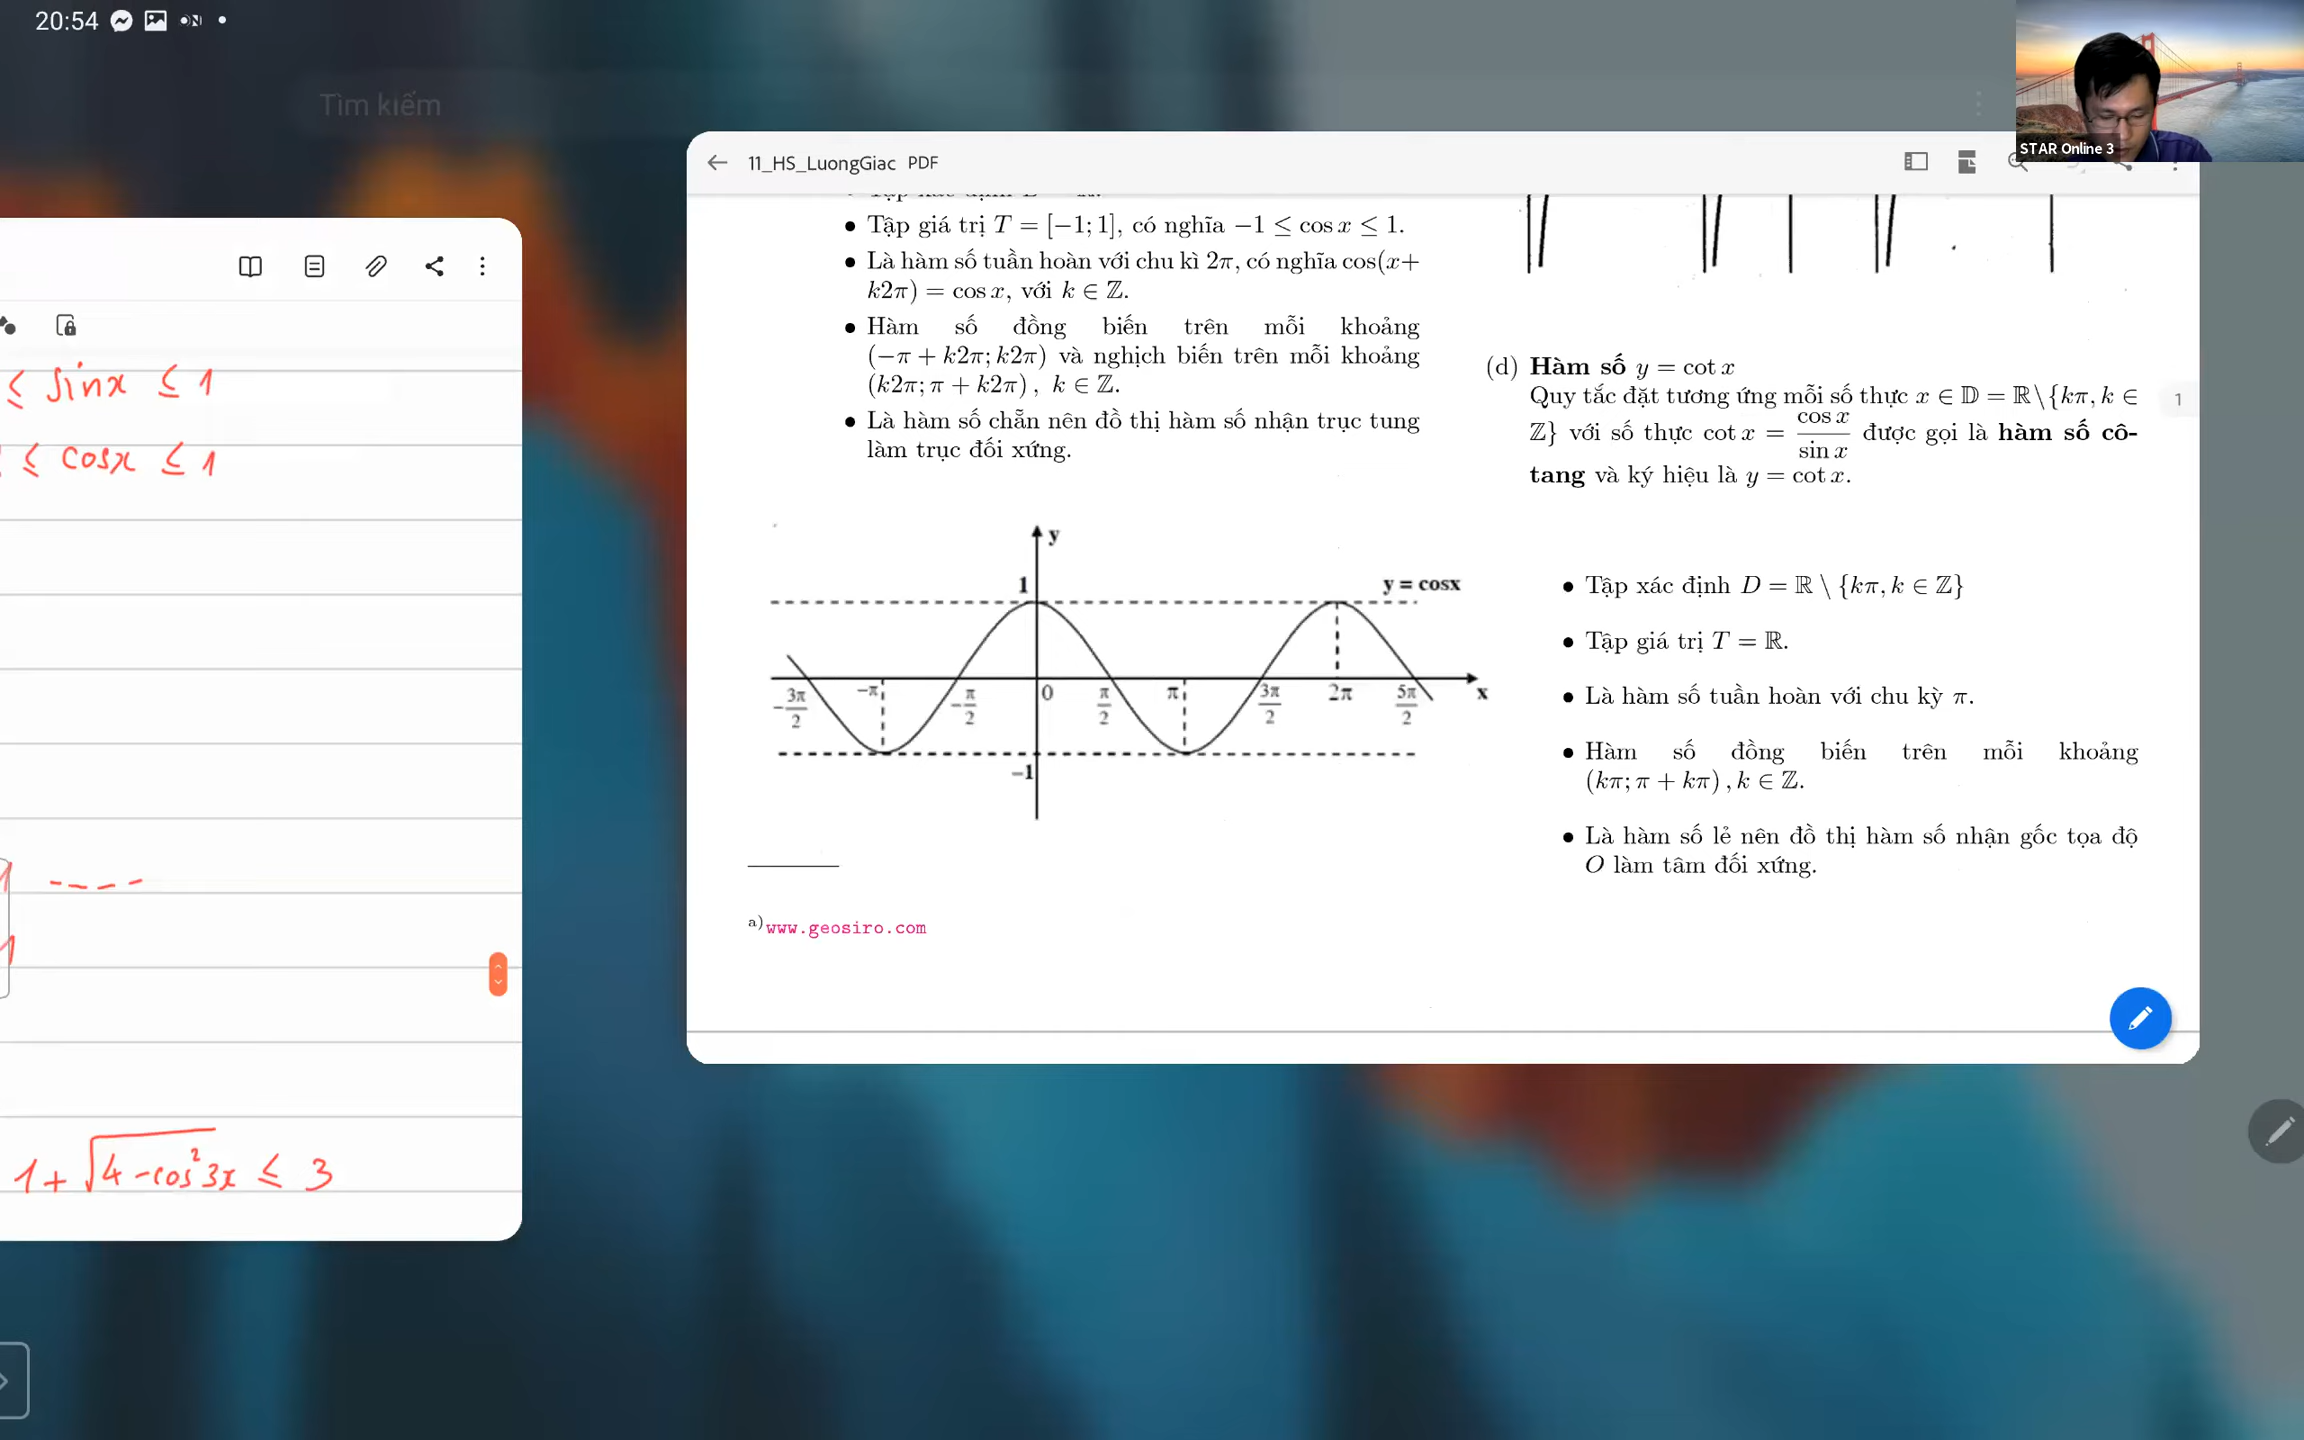 20:54
Tìm kiếm
STAR Online 3
≤ sinx ≤ 1
≤ cosx ≤ 1
1 ----
1
1 + √4 - cos²3x ≤ 3
11_HS_LuongGiac PDF
• Tập giá trị T = [−1; 1], có nghĩa −1 ≤ cos x ≤ 1.
• Là hàm số tuần hoàn với chu kì 2π, có nghĩa cos(x+
k2π) = cos x, với k ∈ ℤ.
• Hàm số đồng biến trên mỗi khoảng
(−π + k2π; k2π) và nghịch biến trên mỗi khoảng
(k2π; π + k2π), k ∈ ℤ.
• Là hàm số chẵn nên đồ thị hàm số nhận trục tung
làm trục đối xứng.
y
1
y = cosx
−3π/2 −π −π/2 0 π/2 π 3π/2 2π 5π/2 x
−1
a)www.geosiro.com
(d) Hàm số y = cot x
Quy tắc đặt tương ứng mỗi số thực x ∈ 𝔻 = ℝ\{kπ, k ∈
ℤ} với số thực cot x = cos x/sin x được gọi là hàm số cô-
tang và ký hiệu là y = cot x.
1
• Tập xác định D = ℝ \ {kπ, k ∈ ℤ}
• Tập giá trị T = ℝ.
• Là hàm số tuần hoàn với chu kỳ π.
• Hàm số đồng biến trên mỗi khoảng
(kπ; π + kπ), k ∈ ℤ.
• Là hàm số lẻ nên đồ thị hàm số nhận gốc tọa độ
O làm tâm đối xứng.